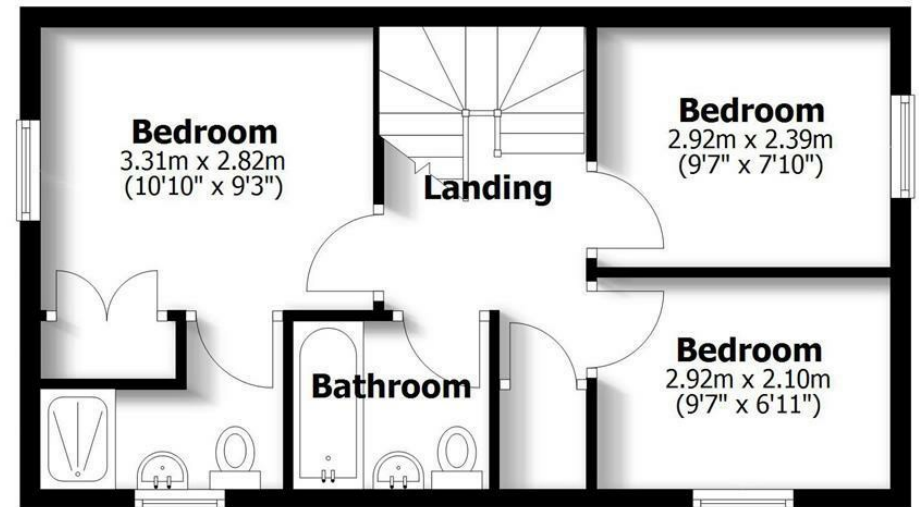 Bedroom
3.31m x 2.82m
(10'10" x 9'3")
Landing
Bedroom
2.92m x 2.39m
(9'7" x 7'10")
Bathroom
Bedroom
2.92m x 2.10m
(9'7" x 6'11")